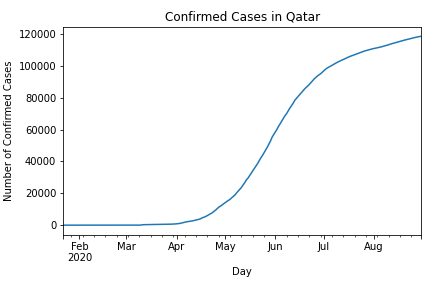 Confirmed Cases in Qatar
Number of Confirmed Cases
120000
100000
80000
60000
40000
20000
0
Feb Mar Apr May Jun Jul Aug
2020
Day